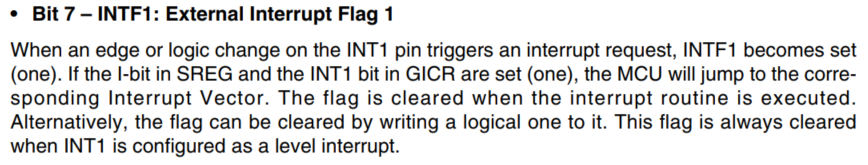 • Bit 7 – INTF1: External Interrupt Flag 1
When an edge or logic change on the INT1 pin triggers an interrupt request, INTF1 becomes set
(one). If the I-bit in SREG and the INT1 bit in GICR are set (one), the MCU will jump to the corre-
sponding Interrupt Vector. The flag is cleared when the interrupt routine is executed.
Alternatively, the flag can be cleared by writing a logical one to it. This flag is always cleared
when INT1 is configured as a level interrupt.